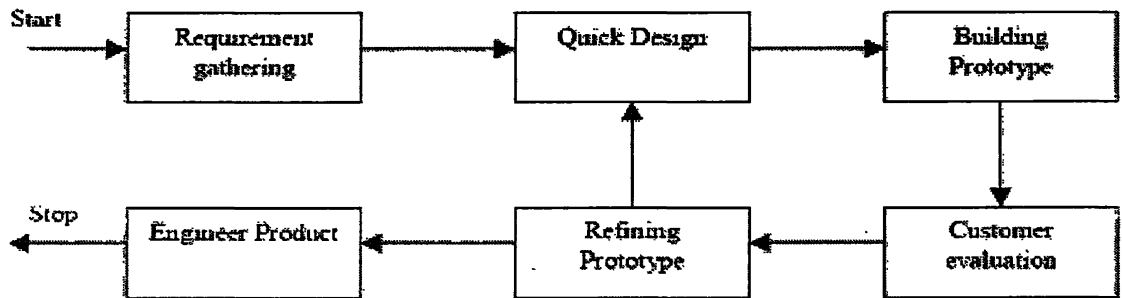 Start
Requirement
gathering
Quick Design
Building
Prototype
Stop
Engineer Product
Refining
Prototype
Customer
evaluation